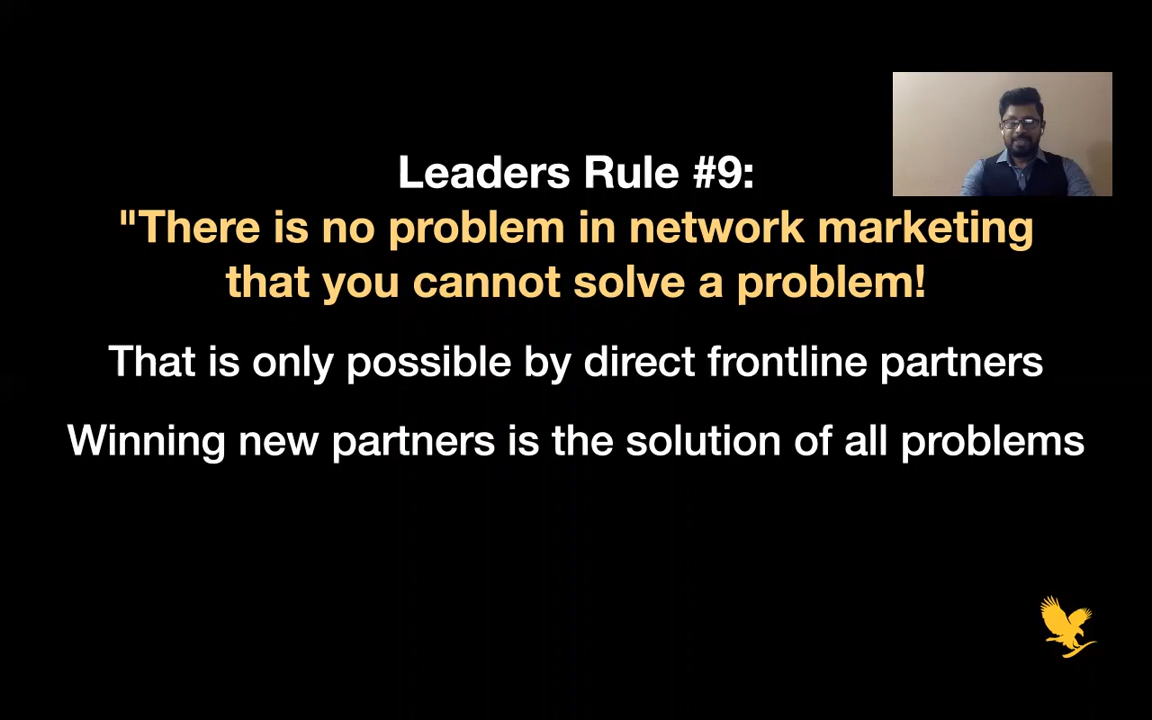 Leaders Rule #9:
"There is no problem in network marketing
that you cannot solve a problem!
That is only possible by direct frontline partners
Winning new partners is the solution of all problems